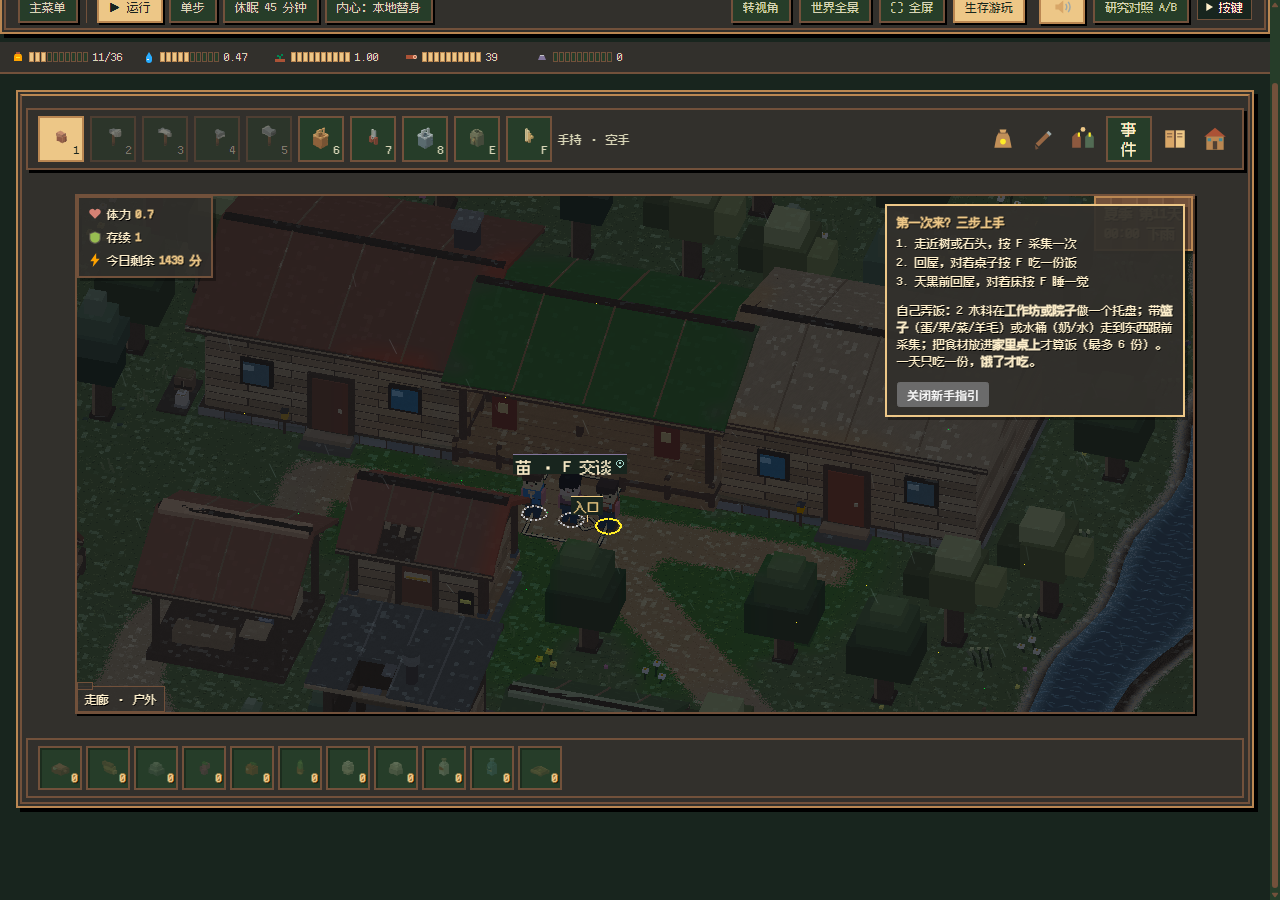 主菜单
▶ 运行
单步
休眠 45 分钟
内心：本地替身
转视角
世界全景
全屏
生存游玩
研究对照 A/B
▶ 按键
11/36
0.47
1.00
39
0
1
2
3
4
5
6
7
8
E
F
手持 · 空手
事件
体力 0.7
存续 1
今日剩余 1439 分
第一次来？三步上手
1. 走近树或石头，按 F 采集一次
2. 回屋，对着桌子按 F 吃一份饭
3. 天黑前回屋，对着床按 F 睡一觉
自己弄饭：2 木料在工作坊或院子做一个托盘；带篮
子（蛋/果/菜/羊毛）或水桶（奶/水）走到东西跟前
采集；把食材放进家里桌上才算饭（最多 6 份）。
一天只吃一份，饿了才吃。
关闭新手指引
苗 · F 交谈
入口
走廊 · 户外
0
0
0
0
0
0
0
0
0
0
0